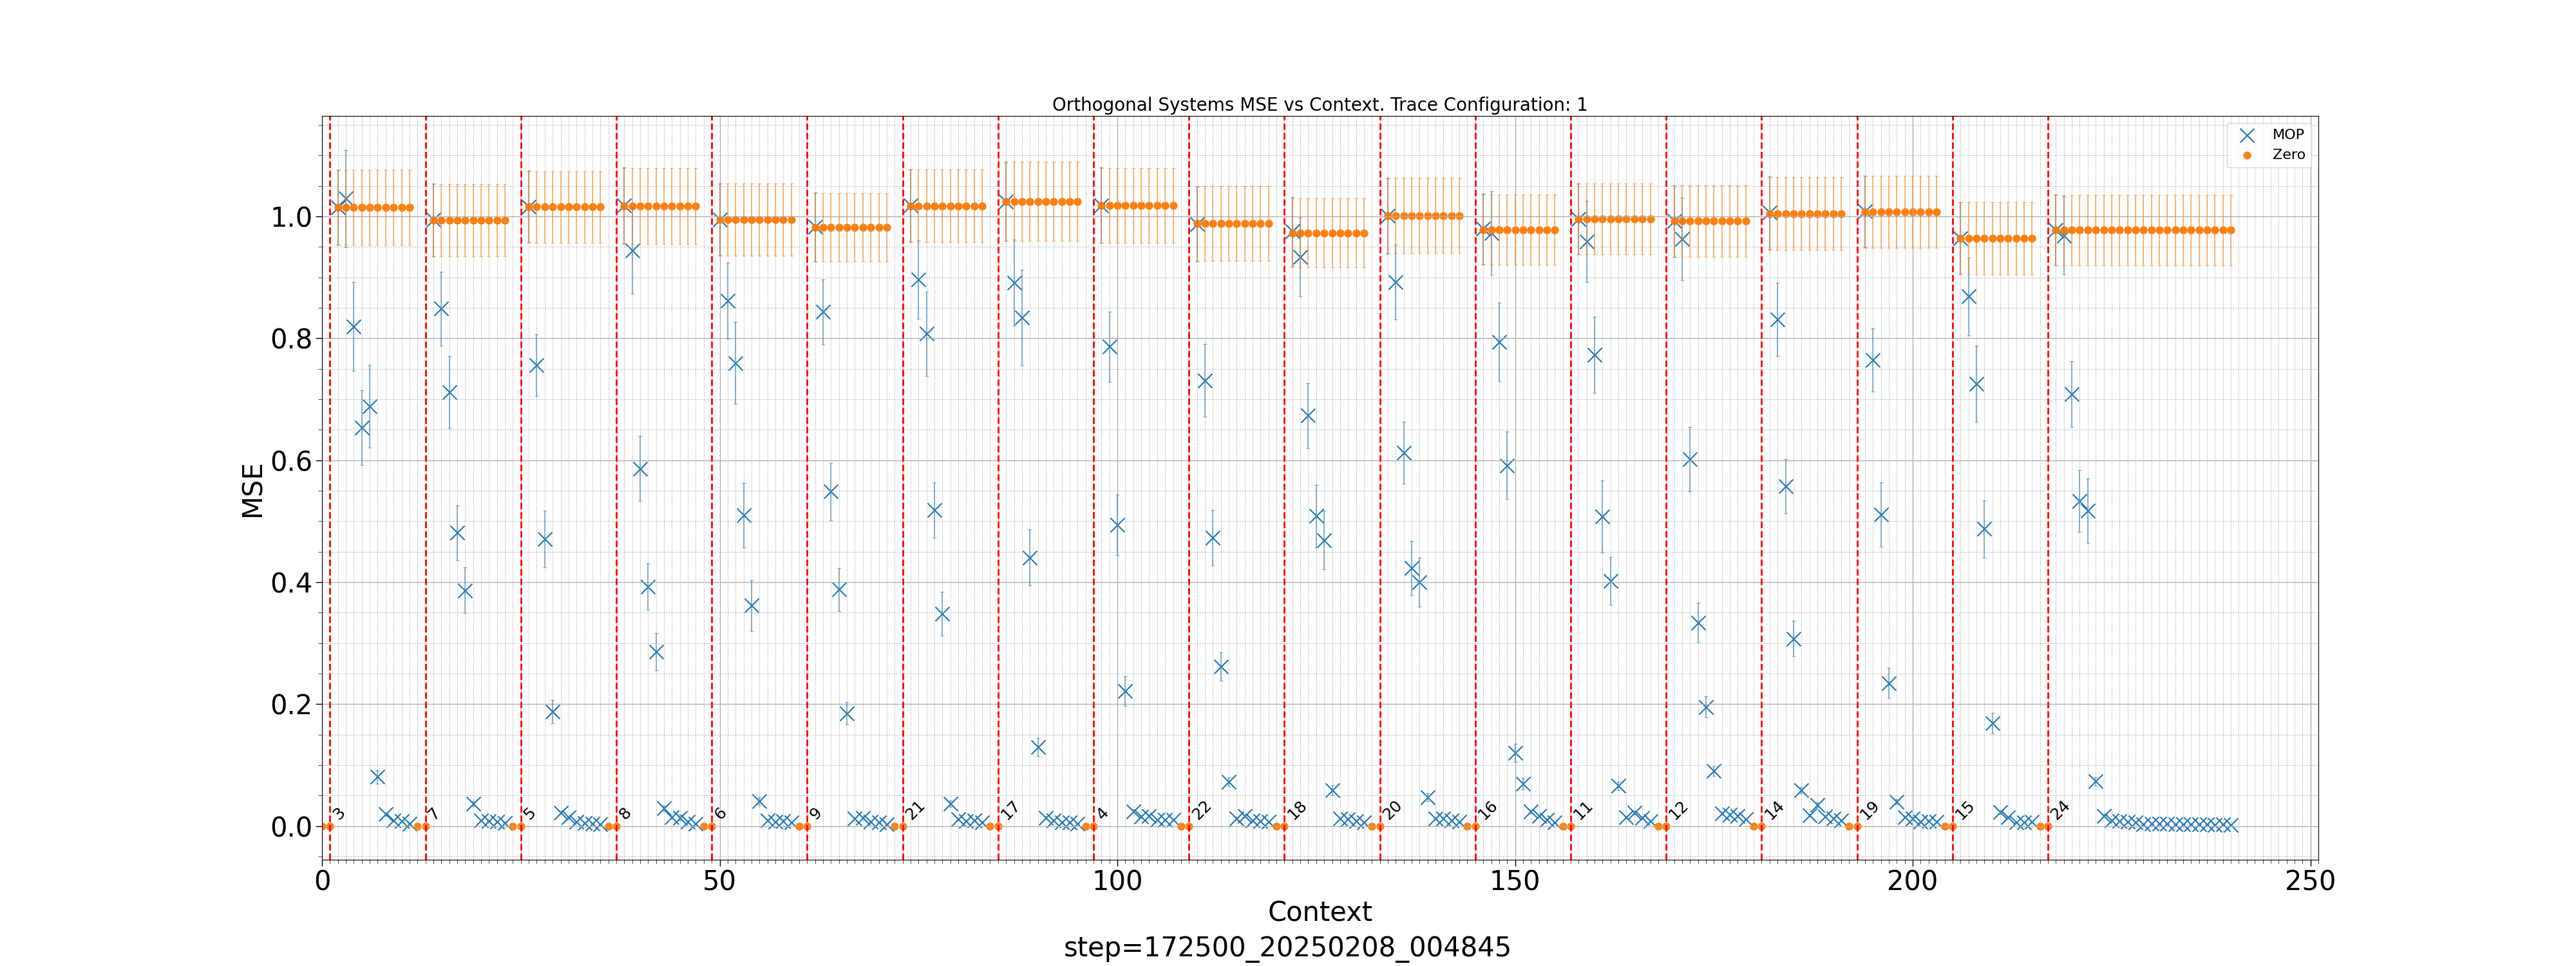 Orthogonal Systems MSE vs Context. Trace Configuration: 1
MOP
Zero
MSE
1.0
0.8
0.6
0.4
0.2
0.0
3 7 5 8 6 9 21 17 4 22 18 20 16 11 12 14 19 15 24
0 50 100 150 200 250
Context
step=172500_20250208_004845